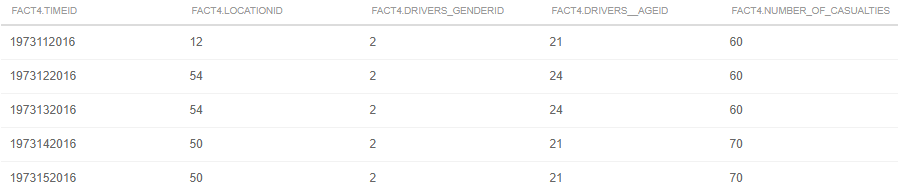 FACT4.TIMEID FACT4.LOCATIONID FACT4.DRIVERS_GENDERID FACT4.DRIVERS__AGEID FACT4.NUMBER_OF_CASUALTIES
1973112016 12 2 21 60
1973122016 54 2 24 60
1973132016 54 2 24 60
1973142016 50 2 21 70
1973152016 50 2 21 70